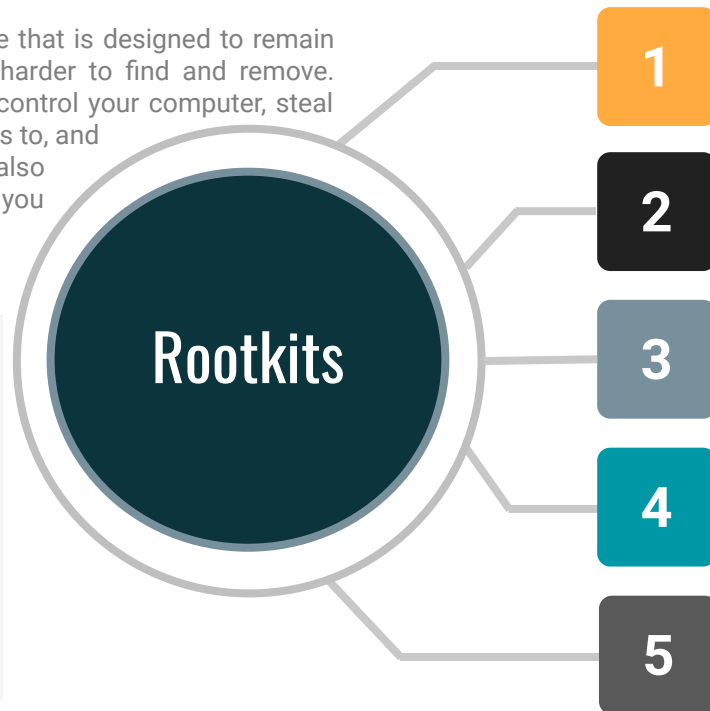 e that is designed to remain
harder to find and remove.
control your computer, steal
s to, and
also
you
Rootkits
1
2
3
4
5